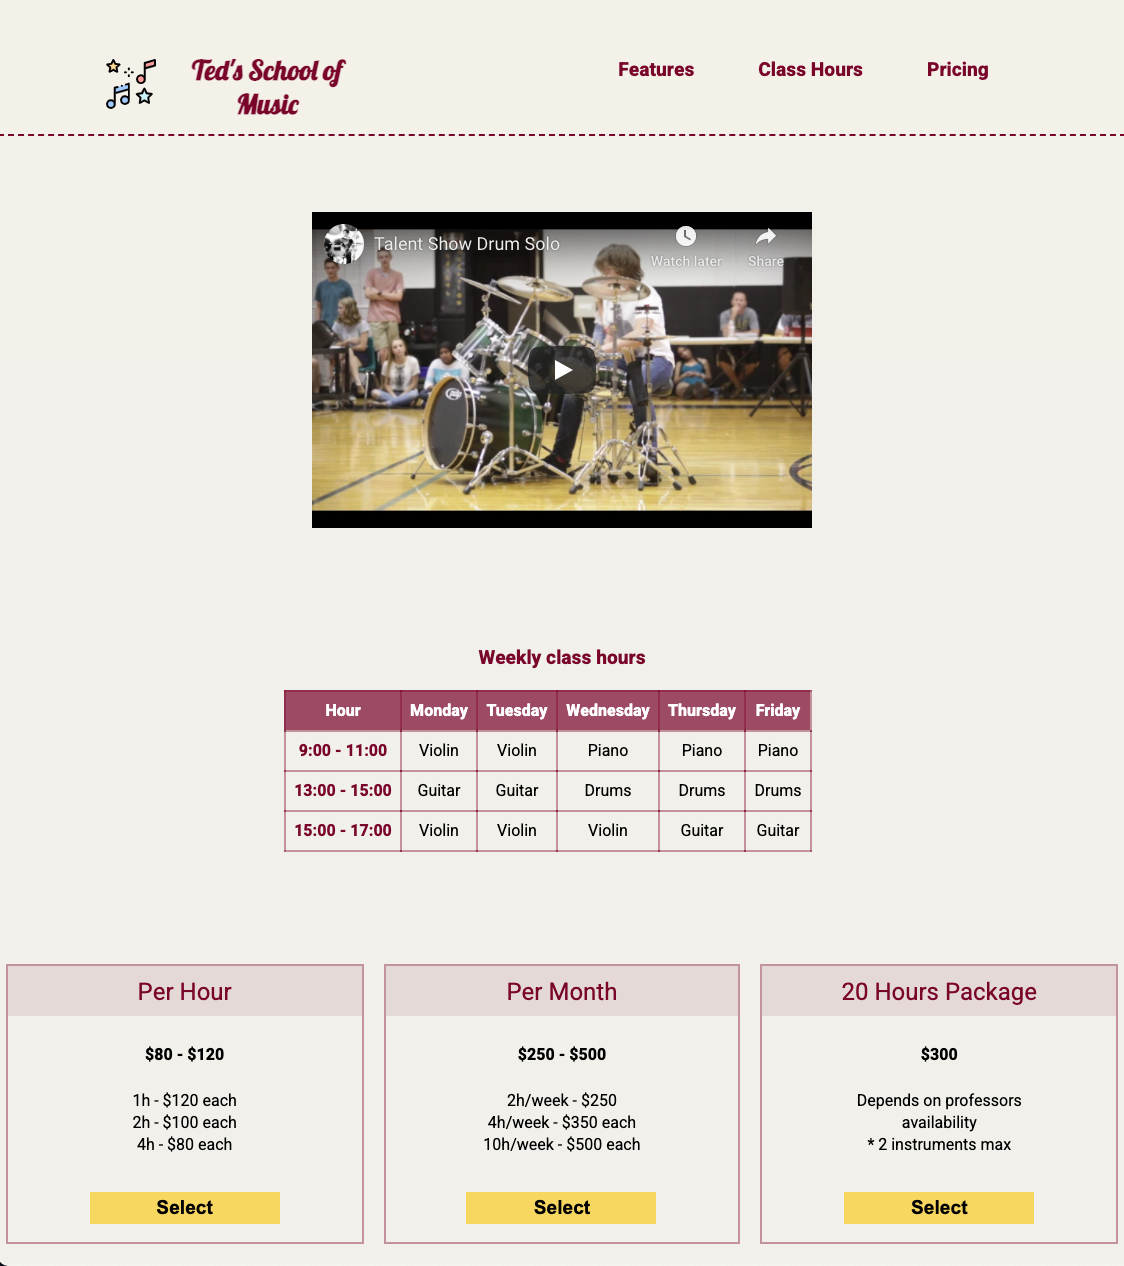 Ted's School of
Music
Features Class Hours Pricing
Talent Show Drum Solo
Watch later Share
Weekly class hours
Hour Monday Tuesday Wednesday Thursday Friday
9:00 - 11:00 Violin Violin Piano Piano Piano
13:00 - 15:00 Guitar Guitar Drums Drums Drums
15:00 - 17:00 Violin Violin Violin Guitar Guitar
Per Hour
$80 - $120
1h - $120 each
2h - $100 each
4h - $80 each
Select
Per Month
$250 - $500
2h/week - $250
4h/week - $350 each
10h/week - $500 each
Select
20 Hours Package
$300
Depends on professors
availability
* 2 instruments max
Select